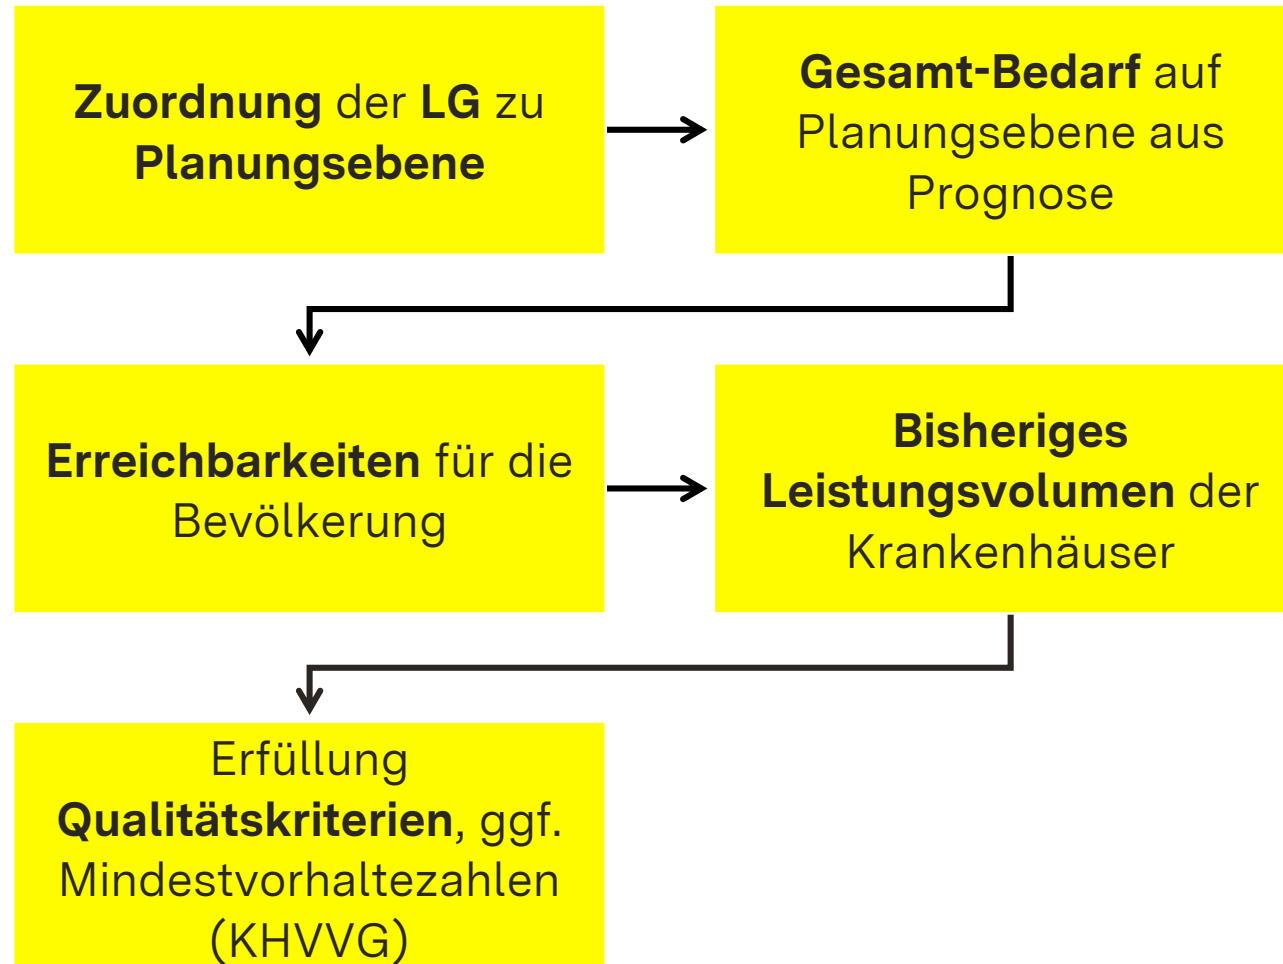 Zuordnung der LG zu
Planungsebene
Gesamt-Bedarf auf
Planungsebene aus
Prognose
Erreichbarkeiten für die
Bevölkerung
Bisheriges
Leistungsvolumen der
Krankenhäuser
Erfüllung
Qualitätskriterien, ggf.
Mindestvorhaltezahlen
(KHVVG)